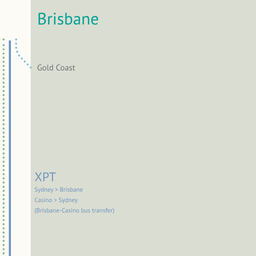 Brisbane
Gold Coast
XPT
Sydney > Brisbane
Casino > Sydney
(Brisbane-Casino bus transfer)